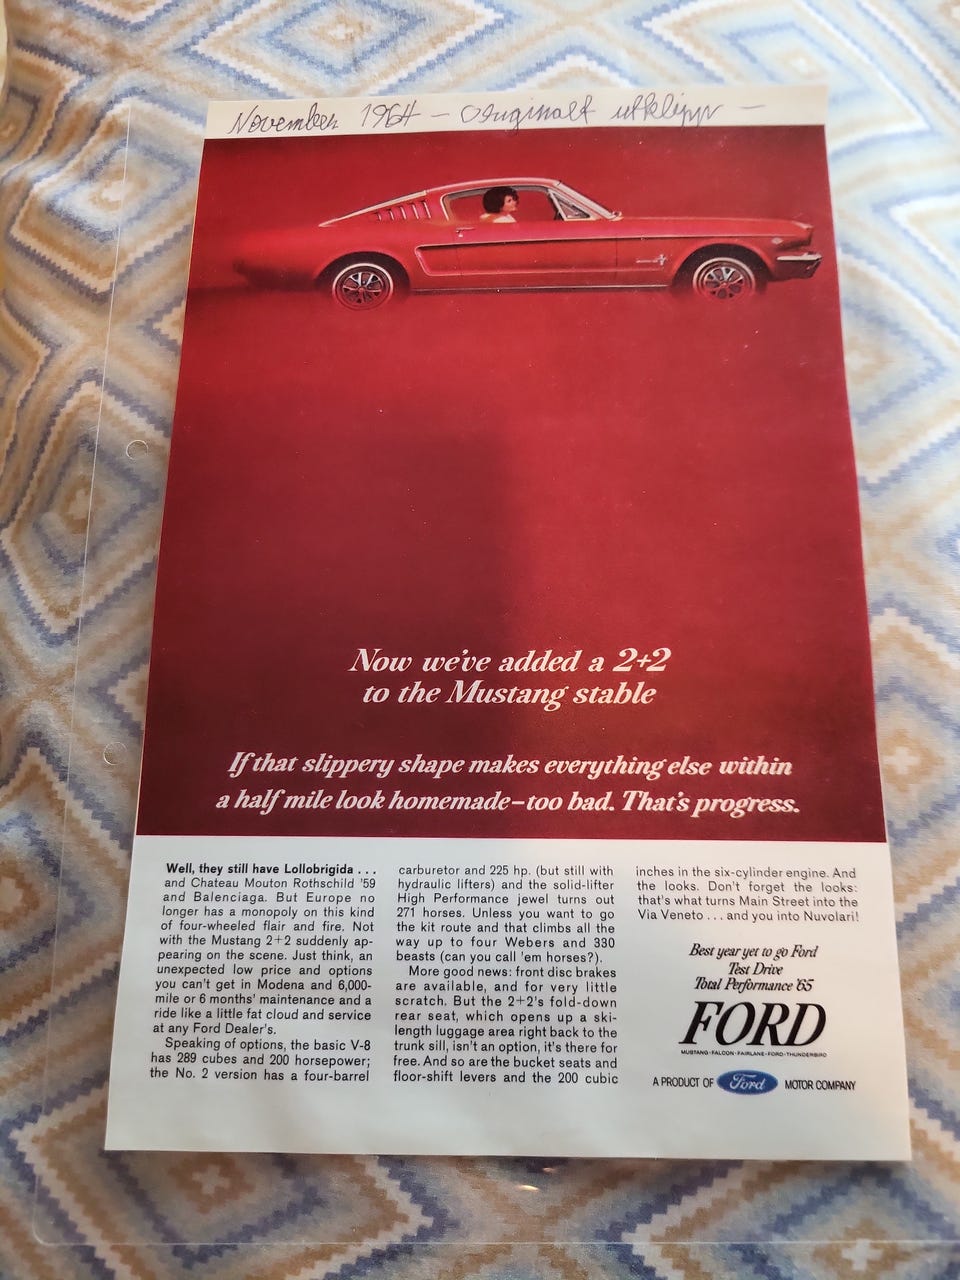 November 1964 - Originalt utklipp -
Now we've added a 2+2
to the Mustang stable
If that slippery shape makes everything else within
a half mile look homemade–too bad. That's progress.
Well, they still have Lollobrigida . . .
and Chateau Mouton Rothschild '59
and Balenciaga. But Europe no
longer has a monopoly on this kind
of four-wheeled flair and fire. Not
with the Mustang 2+2 suddenly ap-
pearing on the scene. Just think, an
unexpected low price and options
you can't get in Modena and 6,000-
mile or 6 months' maintenance and a
ride like a little fat cloud and service
at any Ford Dealer's.
Speaking of options, the basic V-8
has 289 cubes and 200 horsepower;
the No. 2 version has a four-barrel
carburetor and 225 hp. (but still with
hydraulic lifters) and the solid-lifter
High Performance jewel turns out
271 horses. Unless you want to go
the kit route and that climbs all the
way up to four Webers and 330
beasts (can you call 'em horses?).
More good news: front disc brakes
are available, and for very little
scratch. But the 2+2's fold-down
rear seat, which opens up a ski-
length luggage area right back to the
trunk sill, isn't an option, it's there for
free. And so are the bucket seats and
floor-shift levers and the 200 cubic
inches in the six-cylinder engine. And
the looks. Don't forget the looks:
that's what turns Main Street into the
Via Veneto . . . and you into Nuvolari!
Best year yet to go Ford
Test Drive
Total Performance '65
FORD
MUSTANG • FALCON • FAIRLANE • FORD • THUNDERBIRD
A PRODUCT OF Ford MOTOR COMPANY